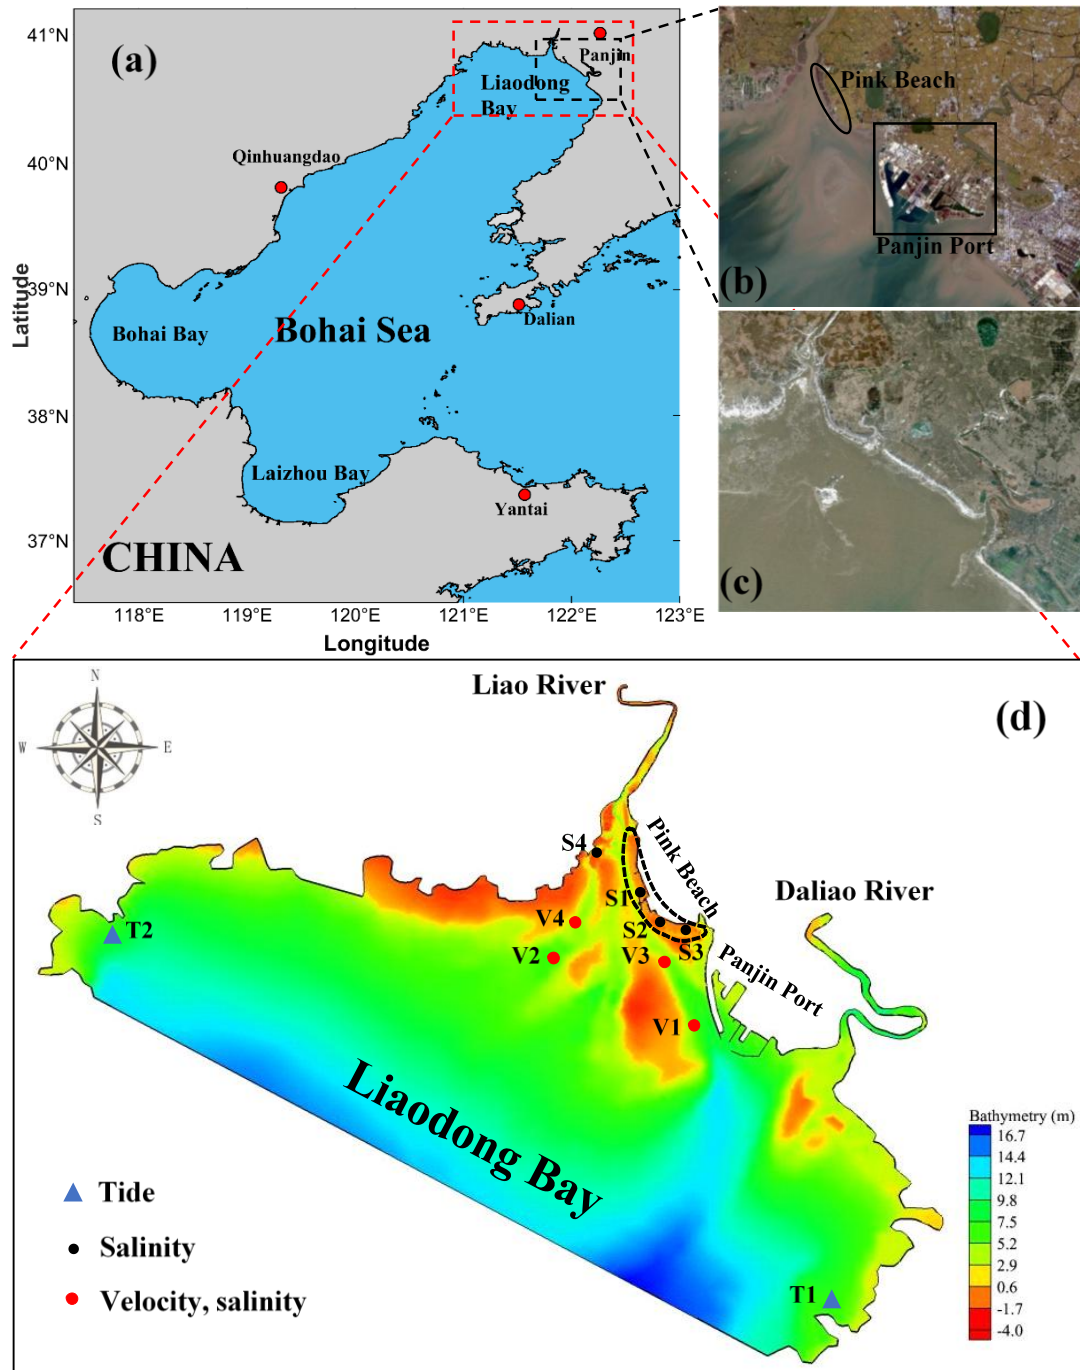 (a)
41°N
40°N
39°N
38°N
37°N
Latitude
118°E
119°E
120°E
121°E
122°E
123°E
Longitude
Panjin
Liaodong
Bay
Qinhuangdao
Dalian
Bohai Bay
Bohai Sea
Laizhou Bay
Yantai
CHINA
Pink Beach
Panjin Port
(b)
(c)
(d)
Liao River
N
W
E
S
Pink Beach
Daliao River
S4
S1
S2
S3
V4
V2
V3
V1
T2
Panjin Port
Liaodong Bay
T1
Tide
Salinity
Velocity, salinity
Bathymetry (m)
16.7
14.4
12.1
9.8
7.5
5.2
2.9
0.6
-1.7
-4.0